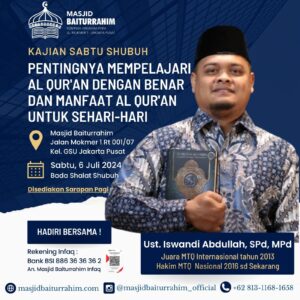 MASJID
BAITURRAHIM
KAJIAN SABTU SHUBUH
PENTINGNYA MEMPELAJARI
AL QUR'AN DENGAN BENAR
DAN MANFAAT AL QUR'AN
UNTUK SEHARI-HARI
Masjid Baiturrahim
Jalan Mokmer 1 Rt 001/07
Kel. GSU Jakarta Pusat
Sabtu, 6 Juli 2024
Bada Shalat Shubuh
Disediakan Sarapan Pagi
HADIRI BERSAMA !
Rekening Infaq :
Bank BSI 886 36 36 36 2
An. Masjid Baiturrahim Infaq
Ust. Iswandi Abdullah, SPd, MPd
Juara MTQ Internasional tahun 2013
Hakim MTQ Nasional 2016 sd Sekarang
masjidbaiturrahim.com
@masjidbaiturrahim_official
+62 813-1168-1658